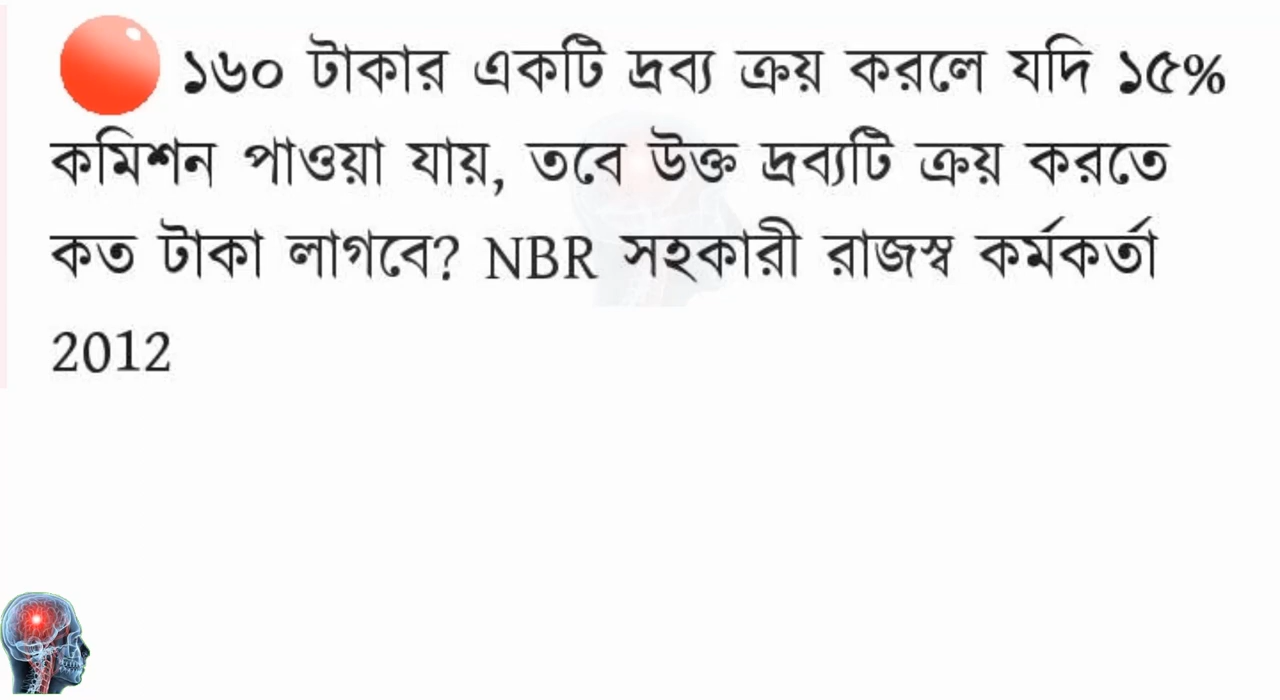 ১৬০ টাকার একটি দ্রব্য ক্রয় করলে যদি ১৫%
কমিশন পাওয়া যায়, তবে উক্ত দ্রব্যটি ক্রয় করতে
কত টাকা লাগবে? NBR সহকারী রাজস্ব কর্মকর্তা
2012